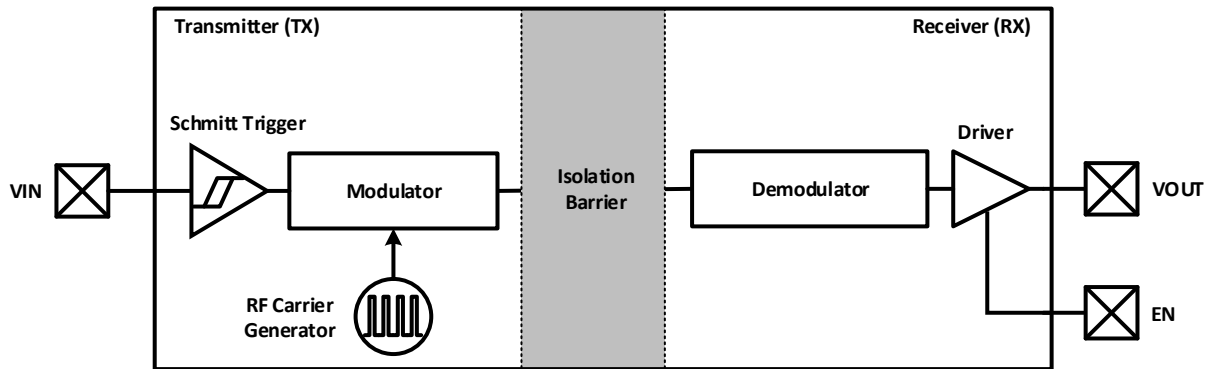 Transmitter (TX)
Receiver (RX)
Schmitt Trigger
Driver
VIN
Modulator
Isolation
Barrier
Demodulator
VOUT
RF Carrier
Generator
EN